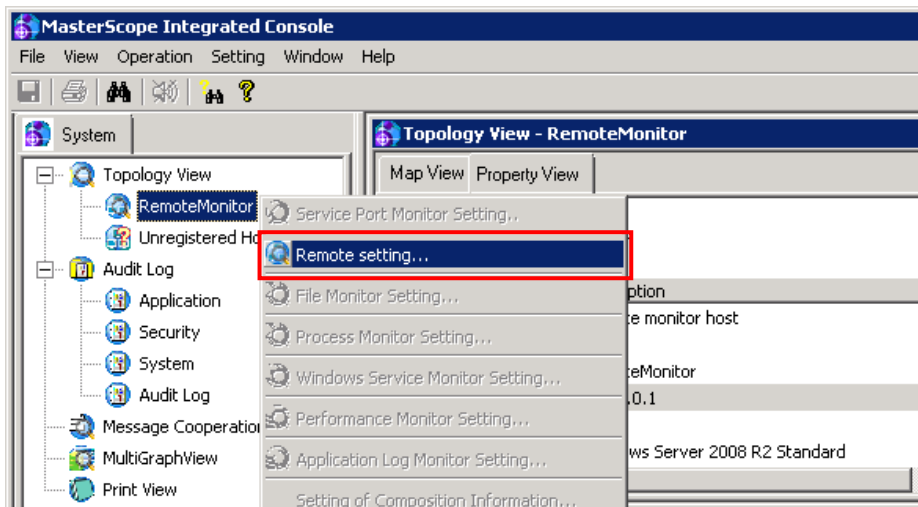 MasterScope Integrated Console
File View Operation Setting Window Help
System
Topology View
RemoteMonitor
Unregistered Ho
Audit Log
Application
Security
System
Audit Log
Message Cooperation
MultiGraphView
Print View
Topology View - RemoteMonitor
Map View Property View
Service Port Monitor Setting..
Remote setting...
File Monitor Setting...
Process Monitor Setting...
Windows Service Monitor Setting...
Performance Monitor Setting...
Application Log Monitor Setting...
Setting of Composition Information...
ption
e monitor host
eMonitor
.0.1
ws Server 2008 R2 Standard